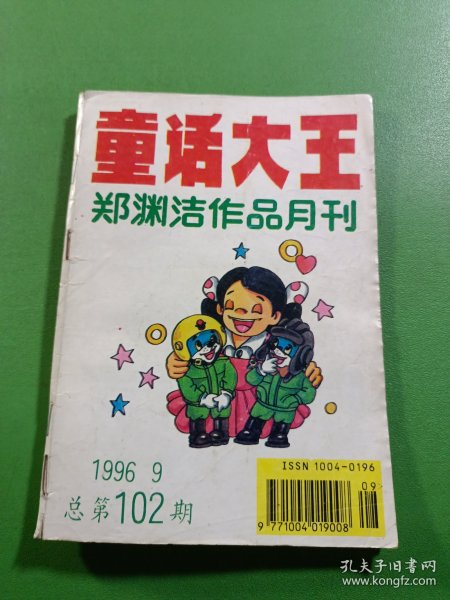 童话大王
郑渊洁作品月刊
1996 9
总第102期
ISSN 1004-0196
09
9 771004 019008
孔夫子旧书网
www.kongfz.com